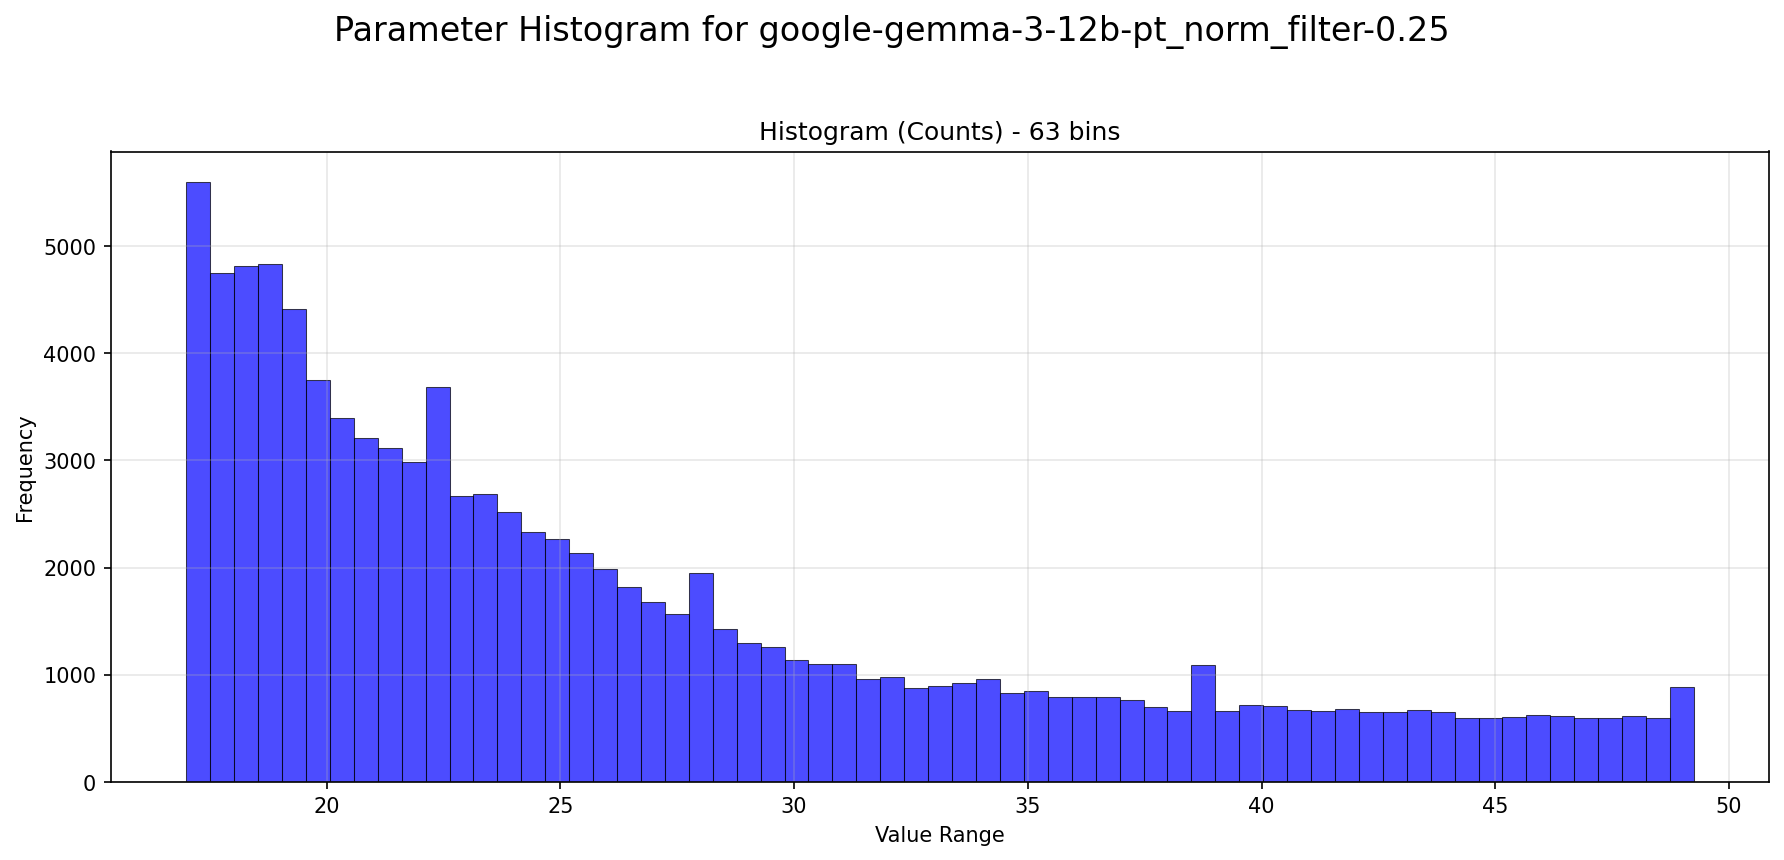 Parameter Histogram for google-gemma-3-12b-pt_norm_filter-0.25
Histogram (Counts) - 63 bins
Frequency
5000
4000
3000
2000
1000
0
20 25 30 35 40 45 50
Value Range